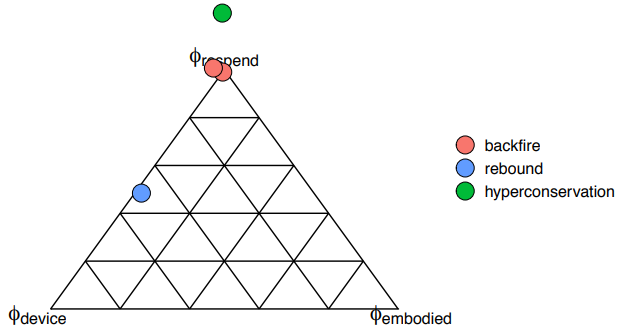 ϕrespend
backfire
rebound
hyperconservation
ϕdevice
ϕembodied